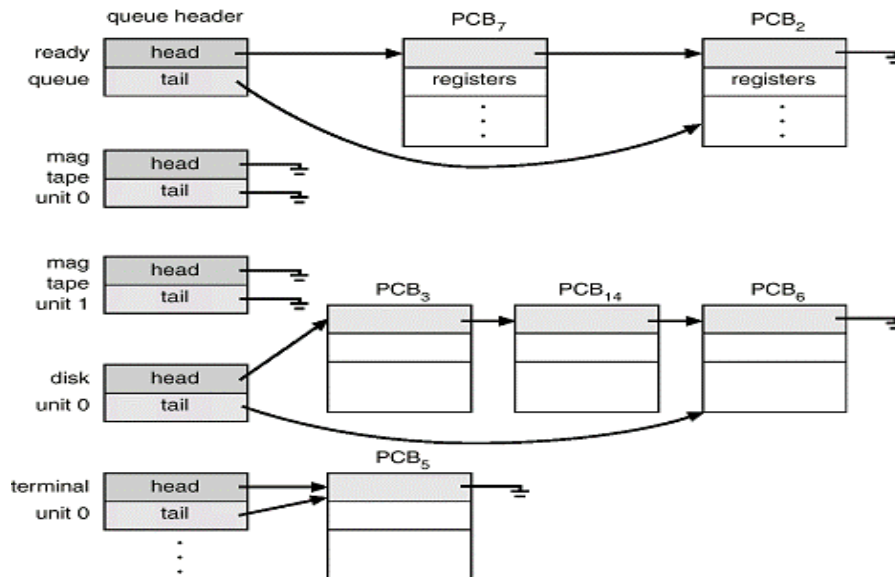 queue header
PCB7
PCB2
ready
queue
head
tail
registers
registers
mag
tape
unit 0
head
tail
mag
tape
unit 1
head
tail
PCB3
PCB14
PCB6
disk
unit 0
head
tail
PCB5
terminal
unit 0
head
tail